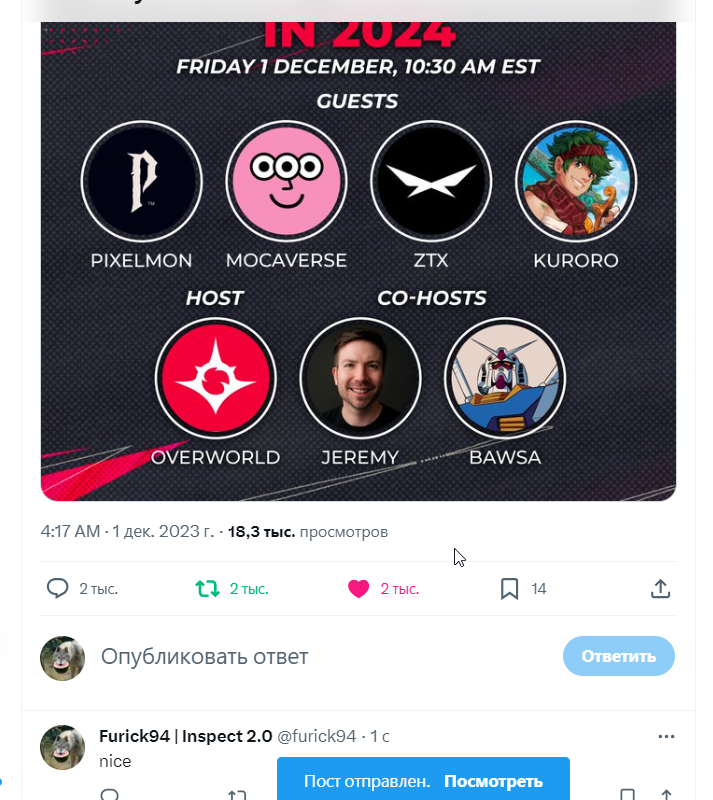 IN 2024
FRIDAY 1 DECEMBER, 10:30 AM EST
GUESTS
P™
PIXELMON MOCAVERSE ZTX KURORO
HOST CO-HOSTS
OVERWORLD JEREMY BAWSA
4:17 AM · 1 дек. 2023 г. · 18,3 тыс. просмотров
2 тыс. 2 тыс. 2 тыс. 14
Опубликовать ответ Ответить
Furick94 | Inspect 2.0 @furick94 · 1 с
nice
Пост отправлен. Посмотреть